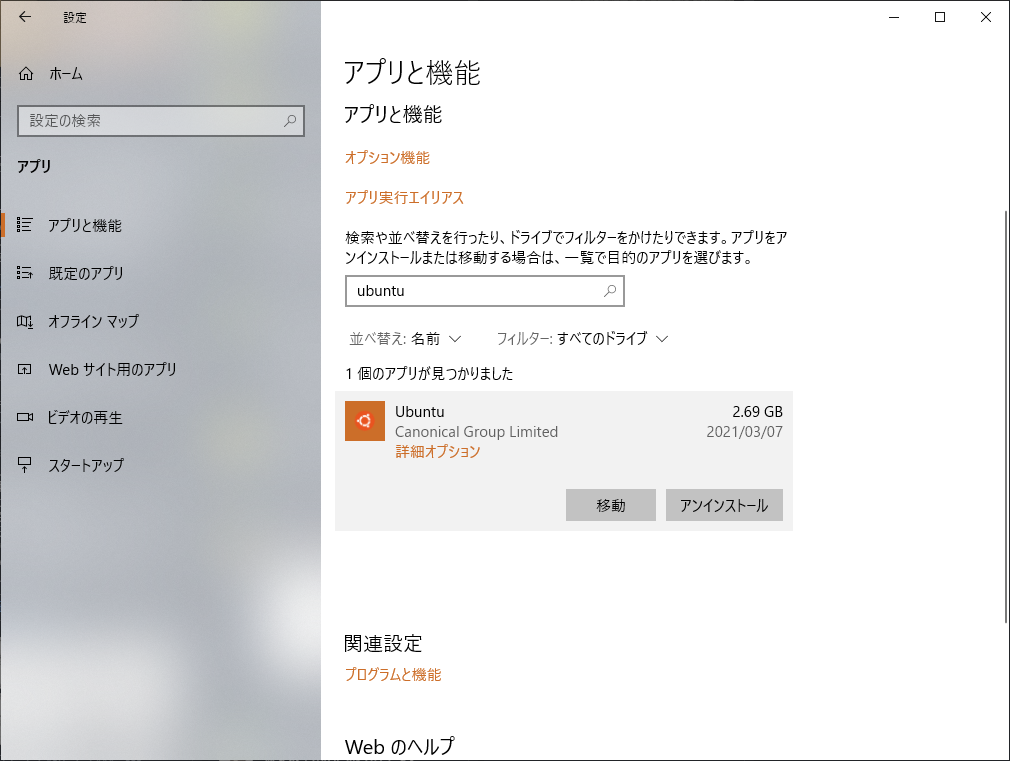 設定
ホーム
設定の検索
アプリ
アプリと機能
既定のアプリ
オフライン マップ
Web サイト用のアプリ
ビデオの再生
スタートアップ
アプリと機能
アプリと機能
オプション機能
アプリ実行エイリアス
検索や並べ替えを行ったり、ドライブでフィルターをかけたりできます。アプリをア
ンインストールまたは移動する場合は、一覧で目的のアプリを選びます。
ubuntu
並べ替え: 名前 フィルター: すべてのドライブ
1 個のアプリが見つかりました
Ubuntu 2.69 GB
Canonical Group Limited 2021/03/07
詳細オプション
移動 アンインストール
関連設定
プログラムと機能
Web のヘルプ